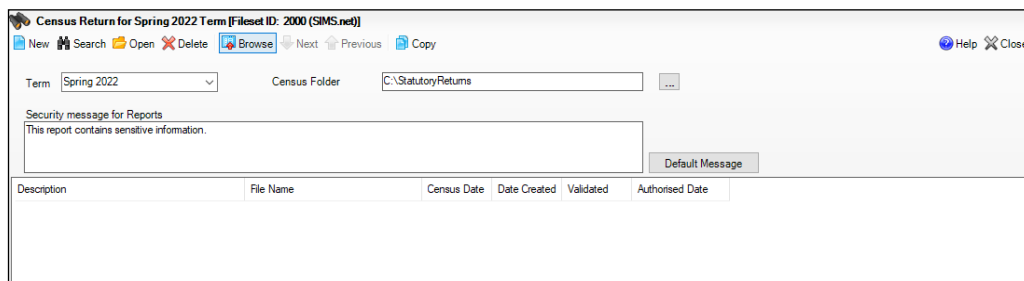 Census Return for Spring 2022 Term [Fileset ID: 2000 (SIMS.net)]
New Search Open Delete Browse Next Previous Copy Help Close
Term Spring 2022 Census Folder C:\StatutoryReturns ...
Security message for Reports
This report contains sensitive information.
Default Message
Description File Name Census Date Date Created Validated Authorised Date